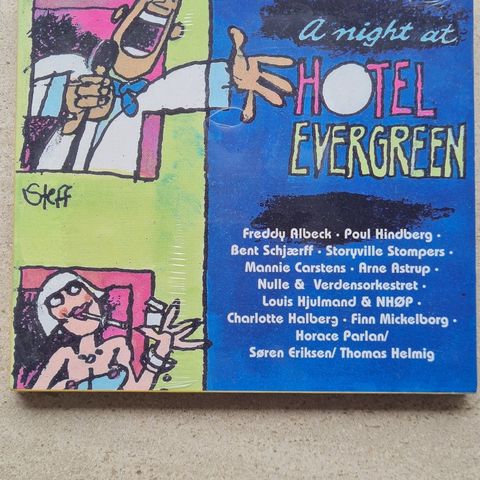 A night at
HOTEL
EVERGREEN
Steff
Freddy Albeck · Poul Hindberg ·
Bent Schjærff · Storyville Stompers ·
Mannie Carstens · Arne Astrup ·
Nulle & Verdensorkestret ·
Louis Hjulmand & NHØP ·
Charlotte Halberg · Finn Mickelborg ·
Horace Parlan/
Søren Eriksen/ Thomas Helmig